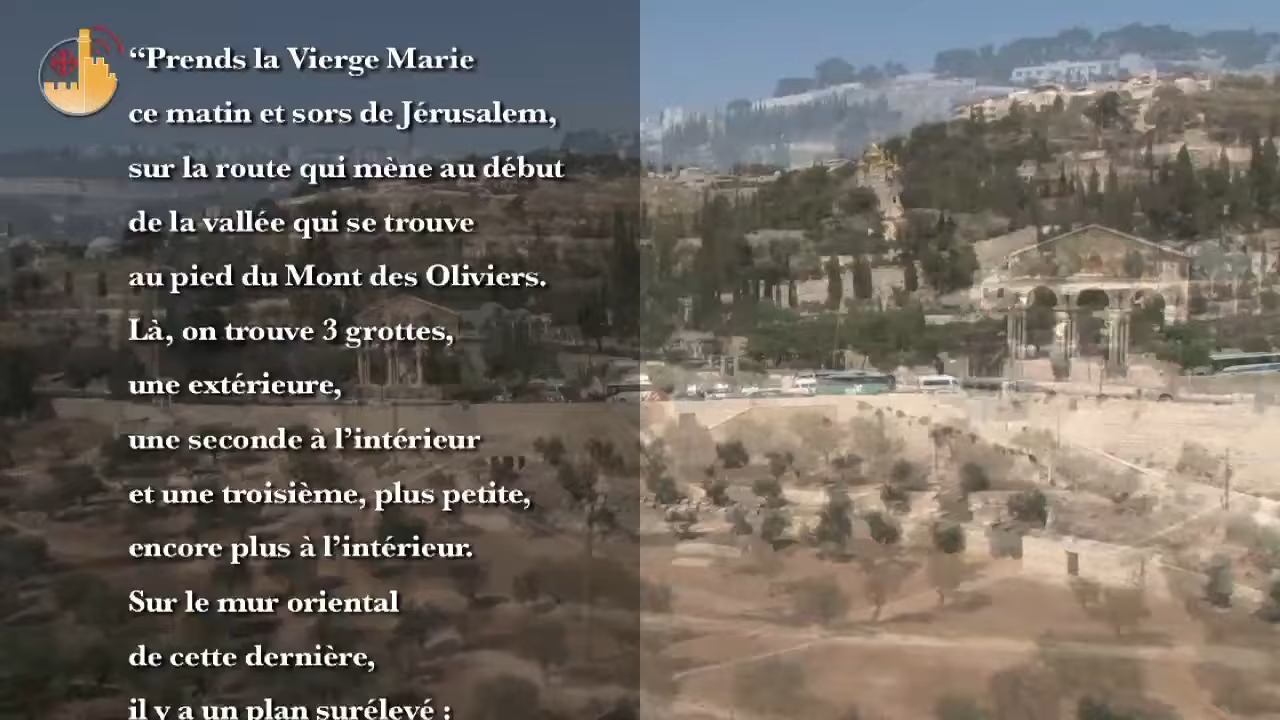 “Prends la Vierge Marie
ce matin et sors de Jérusalem,
sur la route qui mène au début
de la vallée qui se trouve
au pied du Mont des Oliviers.
Là, on trouve 3 grottes,
une extérieure,
une seconde à l’intérieur
et une troisième, plus petite,
encore plus à l’intérieur.
Sur le mur oriental
de cette dernière,
il y a un plan surélevé :